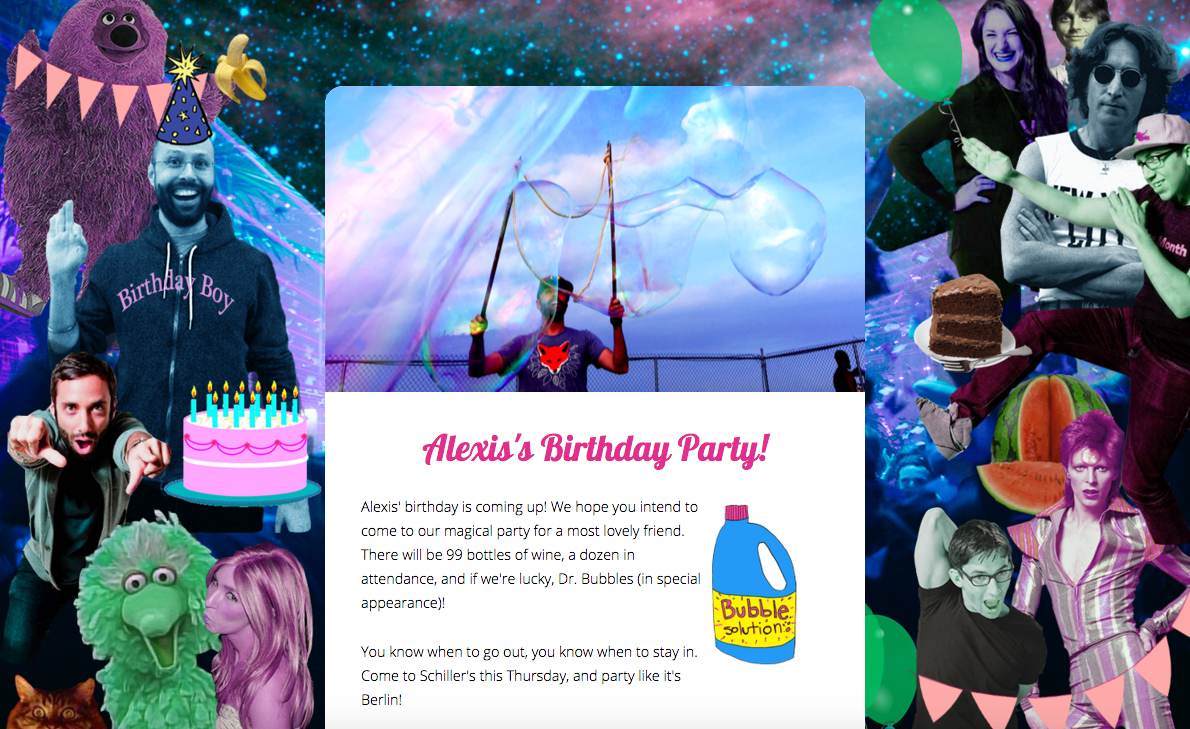 Birthday Boy
NEW Y
CITY
Month
Alexis's Birthday Party!
Alexis' birthday is coming up! We hope you intend to
come to our magical party for a most lovely friend.
There will be 99 bottles of wine, a dozen in
attendance, and if we're lucky, Dr. Bubbles (in special
appearance)!
Bubble
solution
You know when to go out, you know when to stay in.
Come to Schiller's this Thursday, and party like it's
Berlin!